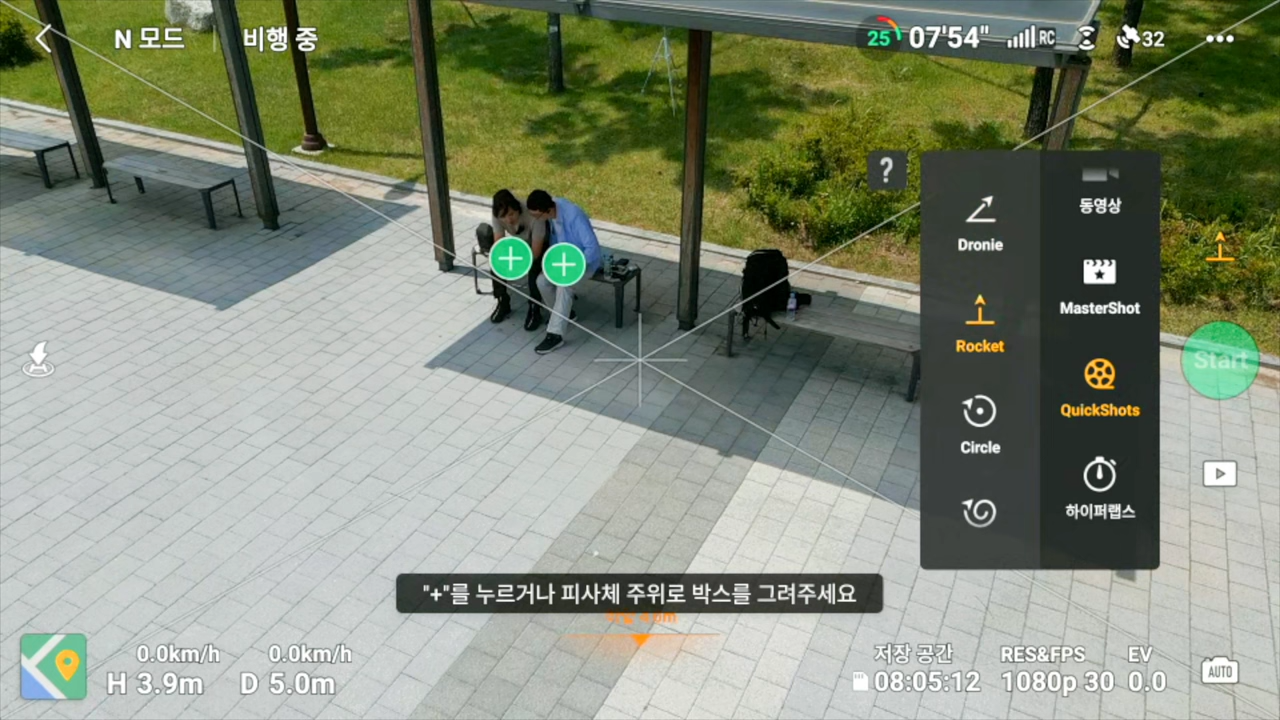 N 모드
비행 중
25
07'54"
RC
32
?
Dronie
Rocket
Circle
동영상
MasterShot
QuickShots
하이퍼랩스
Start
"+"를 누르거나 피사체 주위로 박스를 그려주세요
0.0km/h
0.0km/h
H 3.9m
D 5.0m
저장 공간
08:05:12
RES&FPS
1080p 30
EV
0.0
AUTO